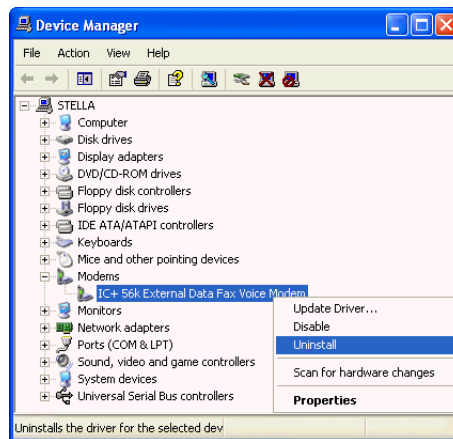 Device Manager
File Action View Help
STELLA
Computer
Disk drives
Display adapters
DVD/CD-ROM drives
Floppy disk controllers
Floppy disk drives
IDE ATA/ATAPI controllers
Keyboards
Mice and other pointing devices
Modems
IC+ 56k External Data Fax Voice Modem
Monitors
Network adapters
Ports (COM & LPT)
Sound, video and game controllers
System devices
Universal Serial Bus controllers
Update Driver...
Disable
Uninstall
Scan for hardware changes
Properties
Uninstalls the driver for the selected dev